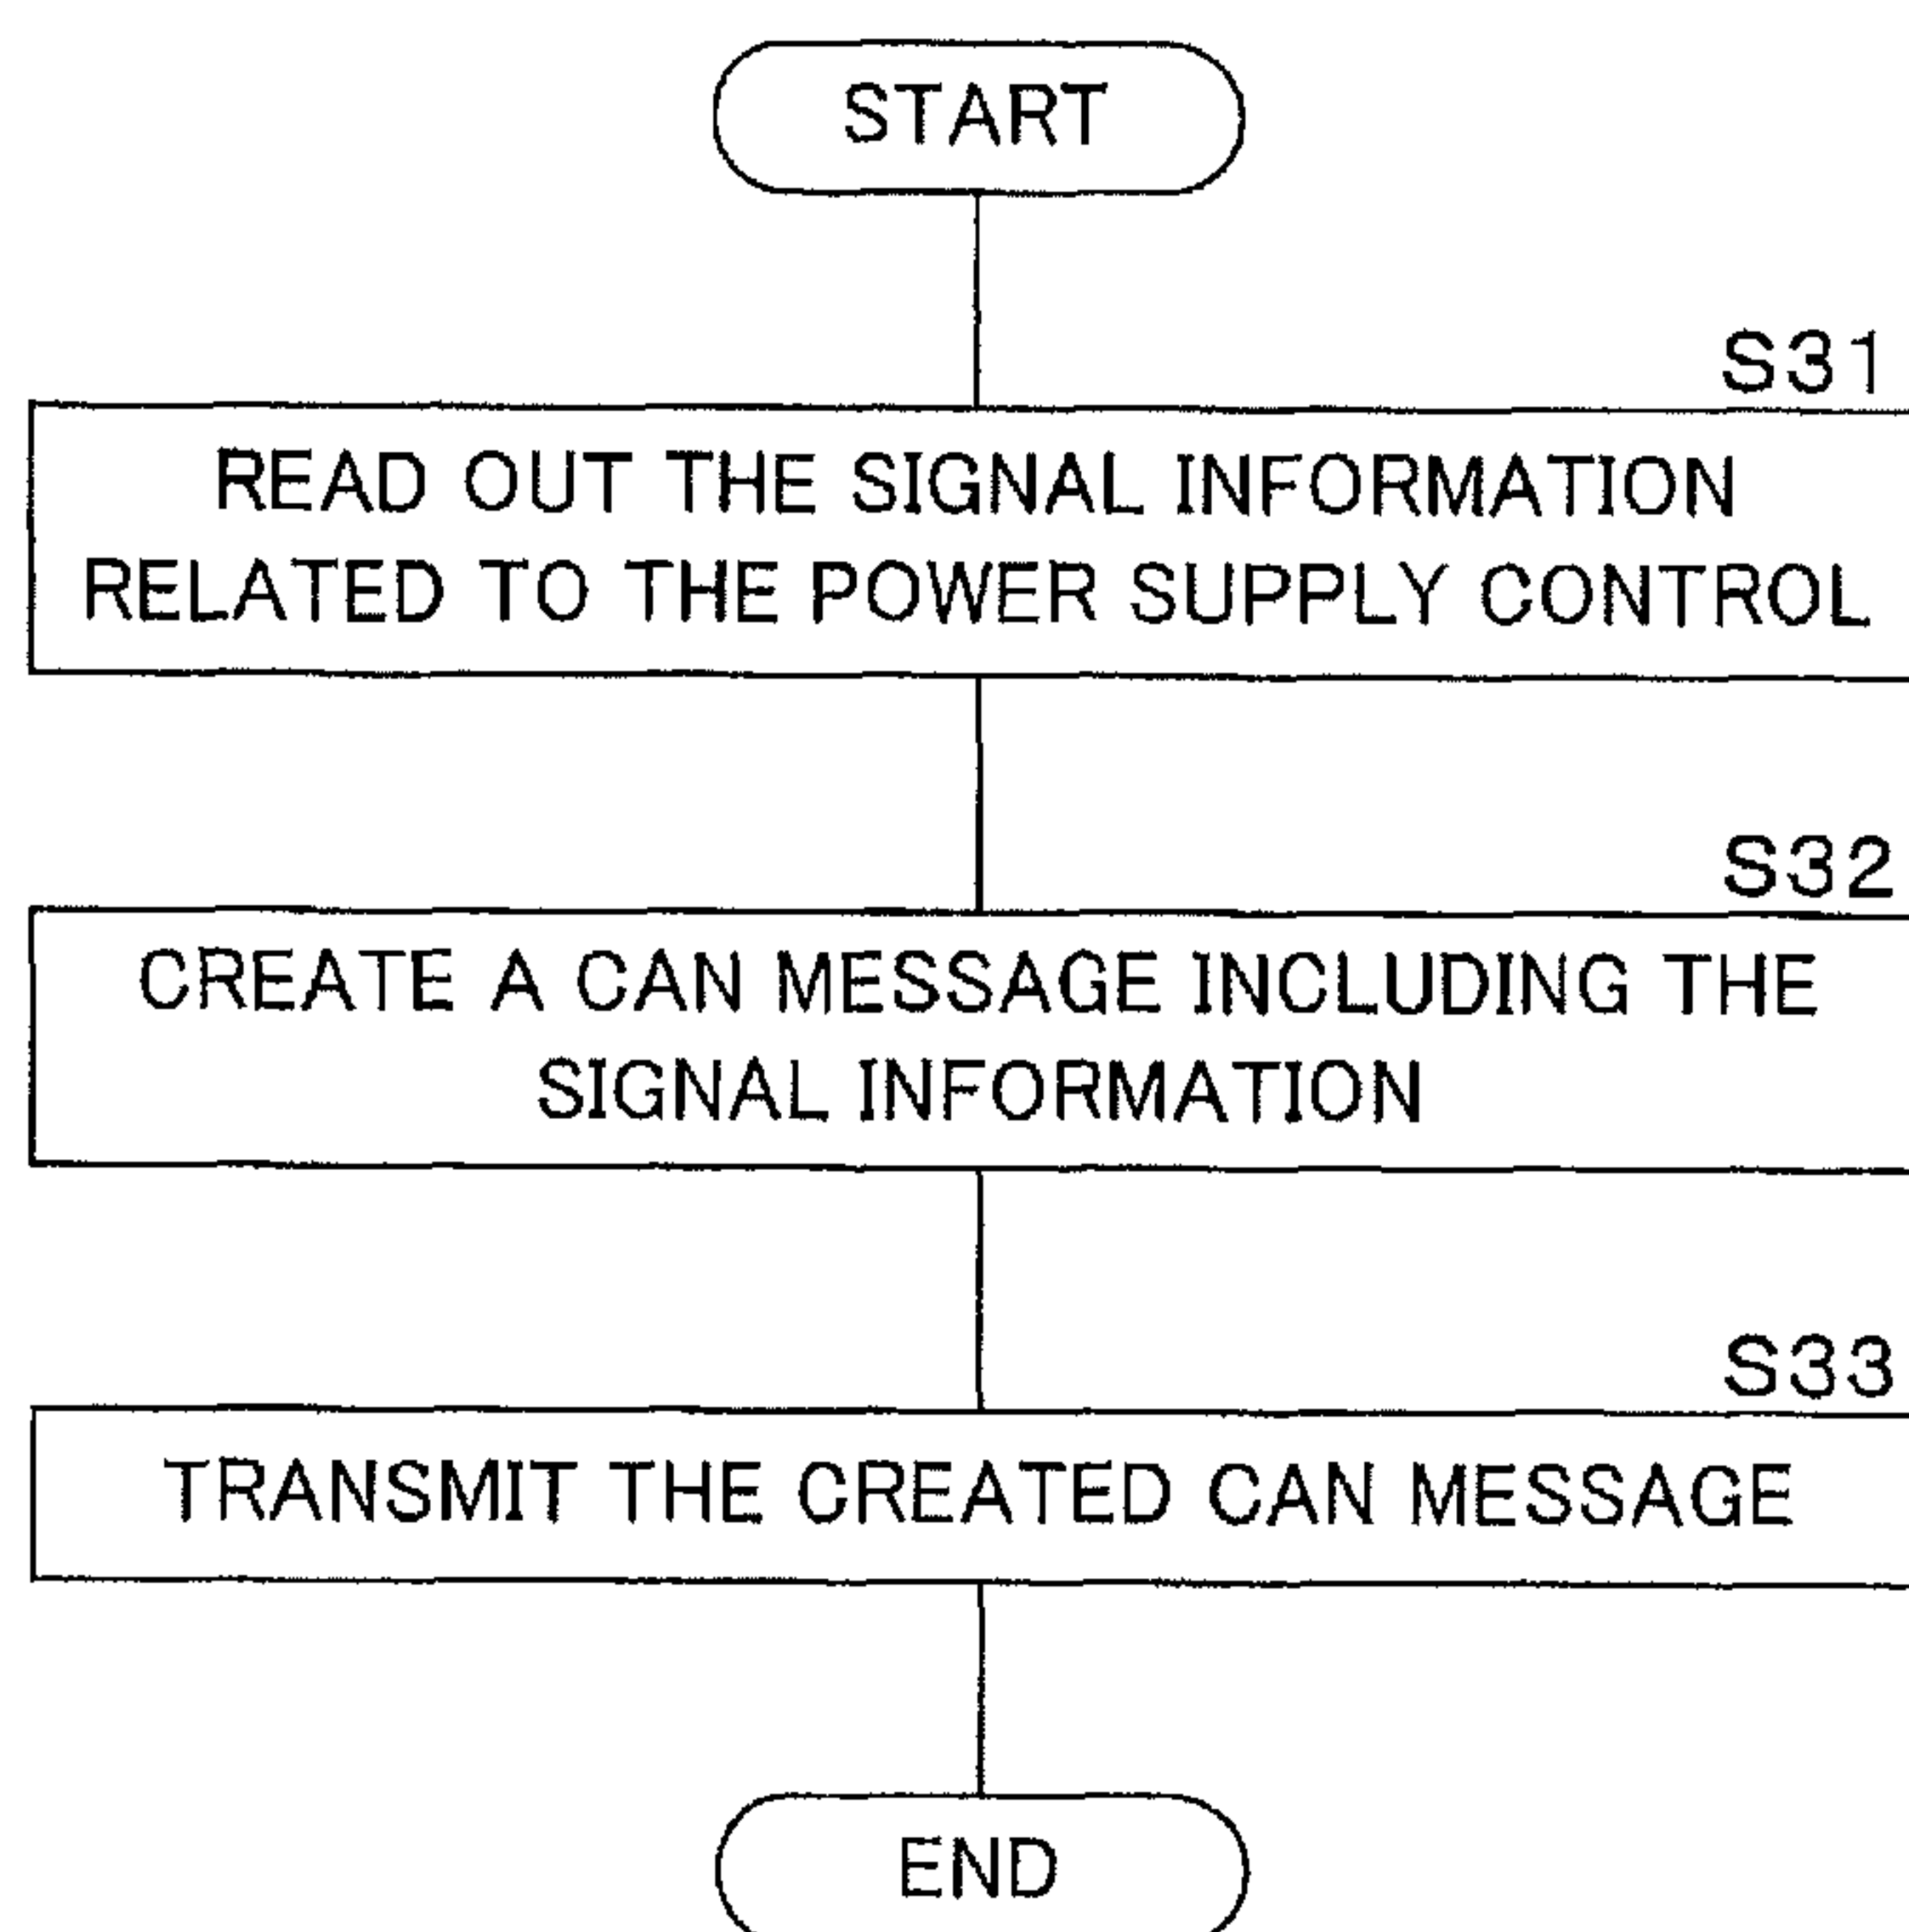 START
S31
READ OUT THE SIGNAL INFORMATION
RELATED TO THE POWER SUPPLY CONTROL
S32
CREATE A CAN MESSAGE INCLUDING THE
SIGNAL INFORMATION
S33
TRANSMIT THE CREATED CAN MESSAGE
END